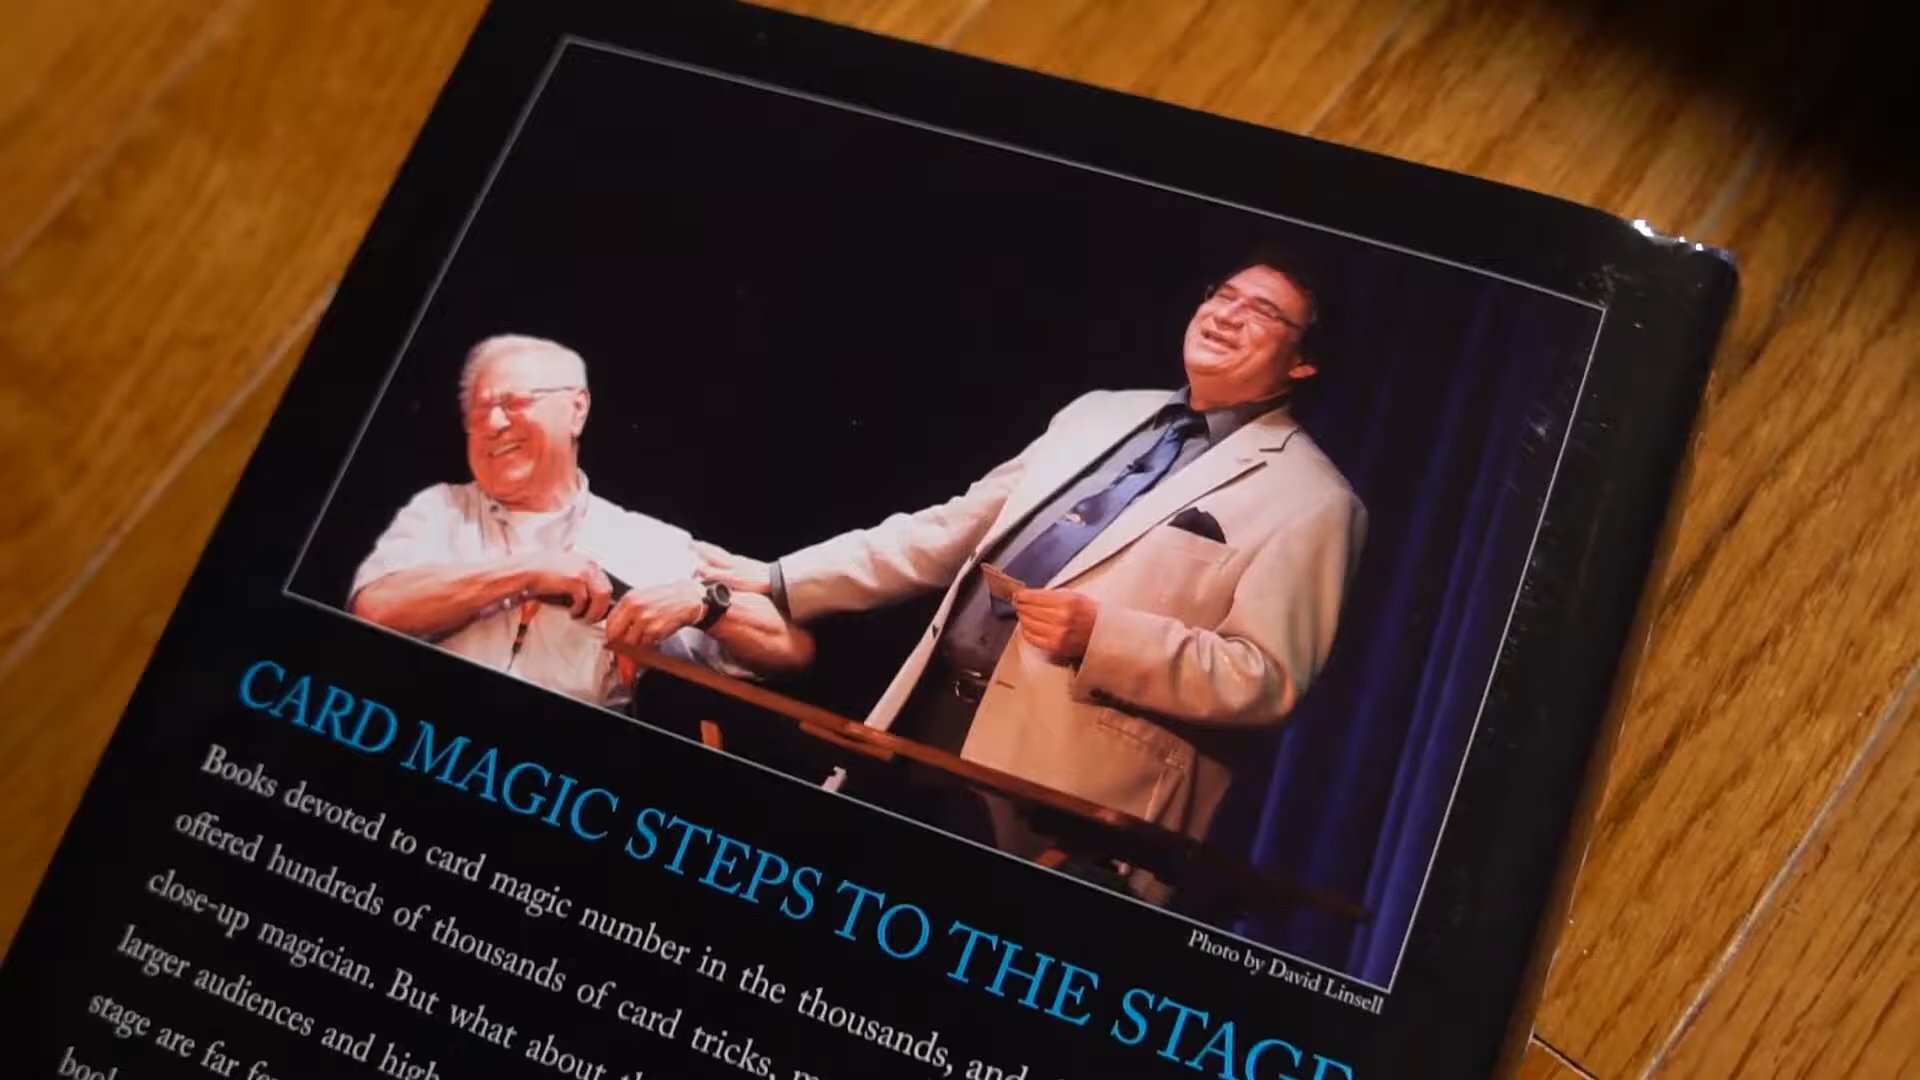 Photo by David Linsell
CARD MAGIC STEPS TO THE STAGE
Books devoted to card magic number in the thousands, and
offered hundreds of thousands of card tricks,
close-up magician. But what about
larger audiences and high
stage are far